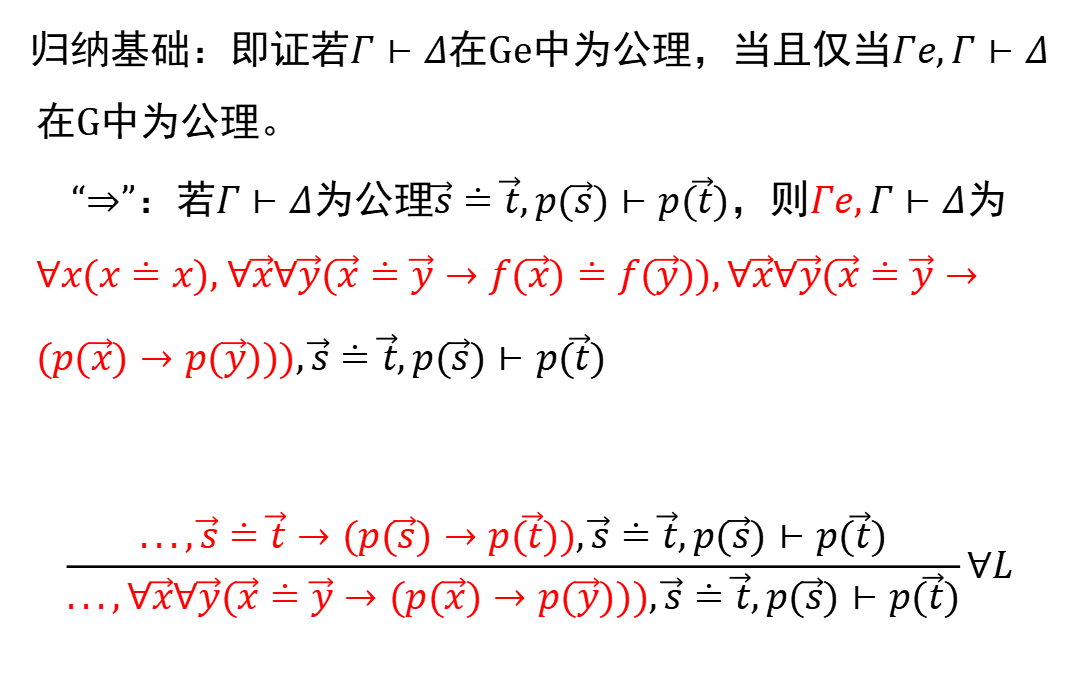 归纳基础：即证若𝛤 ⊢ 𝛥在Ge中为公理，当且仅当𝛤e, 𝛤 ⊢ 𝛥
在G中为公理。
“⇒”：若𝛤 ⊢ 𝛥为公理s⃗ ≐ t⃗, p(s⃗) ⊢ p(t⃗)，则𝛤e, 𝛤 ⊢ 𝛥为
∀x(x ≐ x), ∀x⃗∀y⃗(x⃗ ≐ y⃗ → f(x⃗) ≐ f(y⃗)), ∀x⃗∀y⃗(x⃗ ≐ y⃗ →
(p(x⃗) → p(y⃗))), s⃗ ≐ t⃗, p(s⃗) ⊢ p(t⃗)
…, s⃗ ≐ t⃗ → (p(s⃗) → p(t⃗)), s⃗ ≐ t⃗, p(s⃗) ⊢ p(t⃗)
∀L
…, ∀x⃗∀y⃗(x⃗ ≐ y⃗ → (p(x⃗) → p(y⃗))), s⃗ ≐ t⃗, p(s⃗) ⊢ p(t⃗)